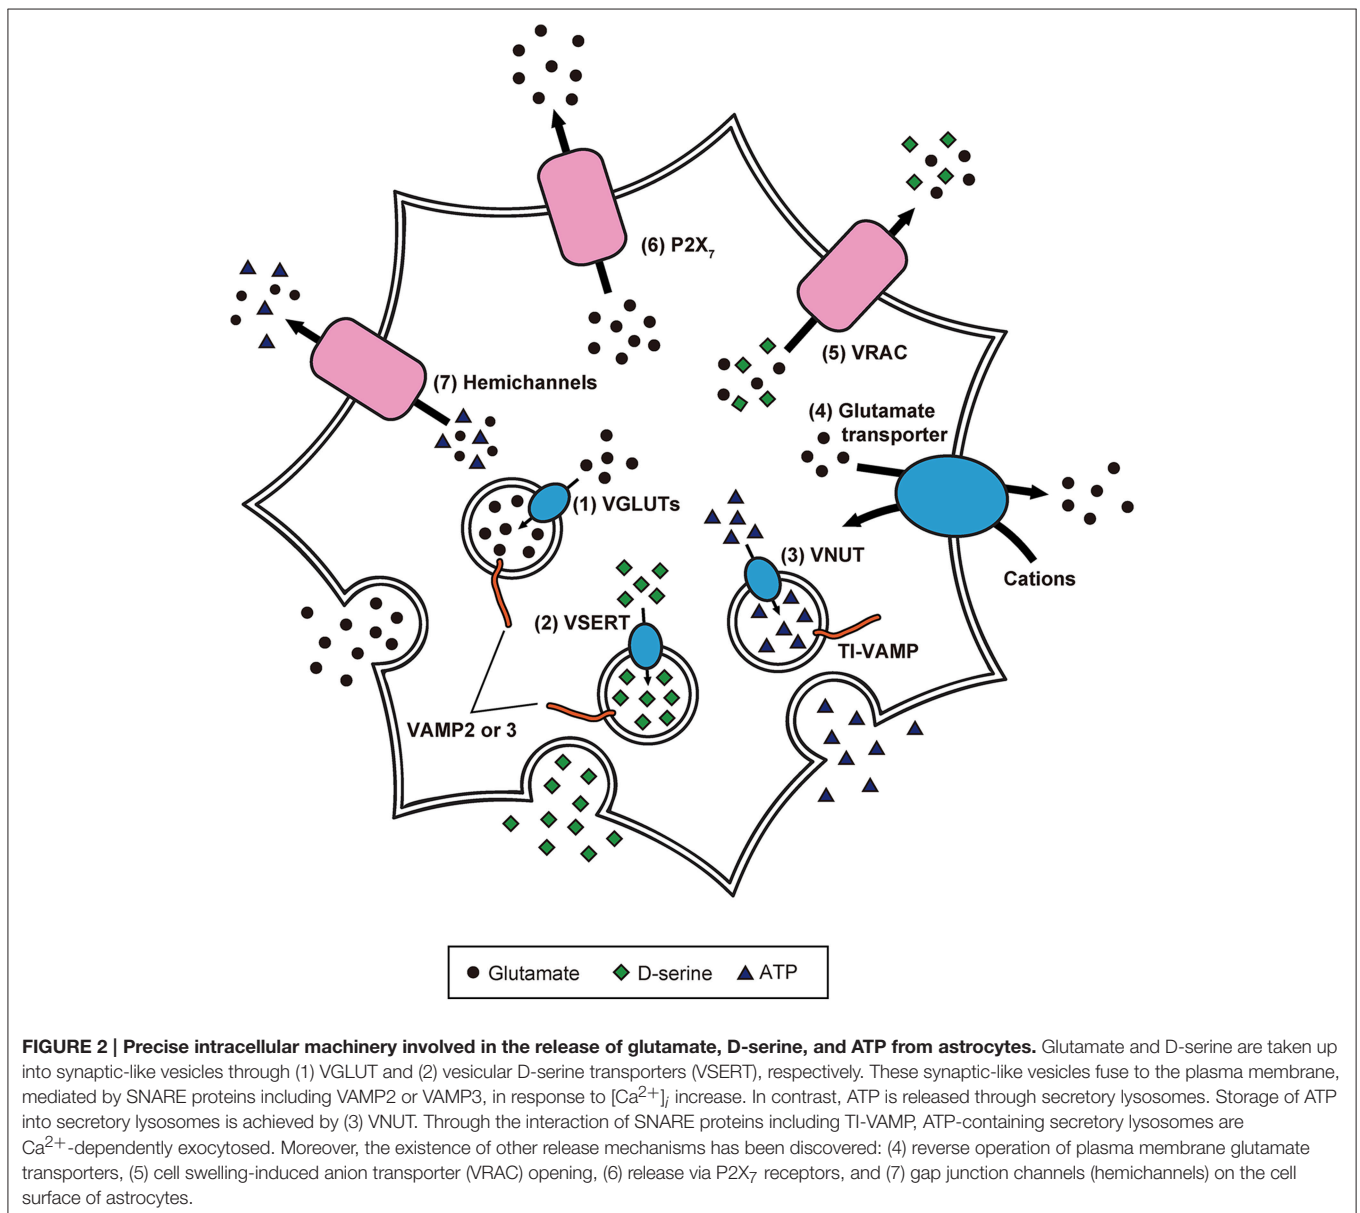 (6) P2X7
(5) VRAC
(7) Hemichannels
(4) Glutamate
transporter
(1) VGLUTs
(3) VNUT
Cations
(2) VSERT
TI-VAMP
VAMP2 or 3
Glutamate
D-serine
ATP
FIGURE 2 | Precise intracellular machinery involved in the release of glutamate, D-serine, and ATP from astrocytes. Glutamate and D-serine are taken up
into synaptic-like vesicles through (1) VGLUT and (2) vesicular D-serine transporters (VSERT), respectively. These synaptic-like vesicles fuse to the plasma membrane,
mediated by SNARE proteins including VAMP2 or VAMP3, in response to [Ca2+]i increase. In contrast, ATP is released through secretory lysosomes. Storage of ATP
into secretory lysosomes is achieved by (3) VNUT. Through the interaction of SNARE proteins including TI-VAMP, ATP-containing secretory lysosomes are
Ca2+-dependently exocytosed. Moreover, the existence of other release mechanisms has been discovered: (4) reverse operation of plasma membrane glutamate
transporters, (5) cell swelling-induced anion transporter (VRAC) opening, (6) release via P2X7 receptors, and (7) gap junction channels (hemichannels) on the cell
surface of astrocytes.